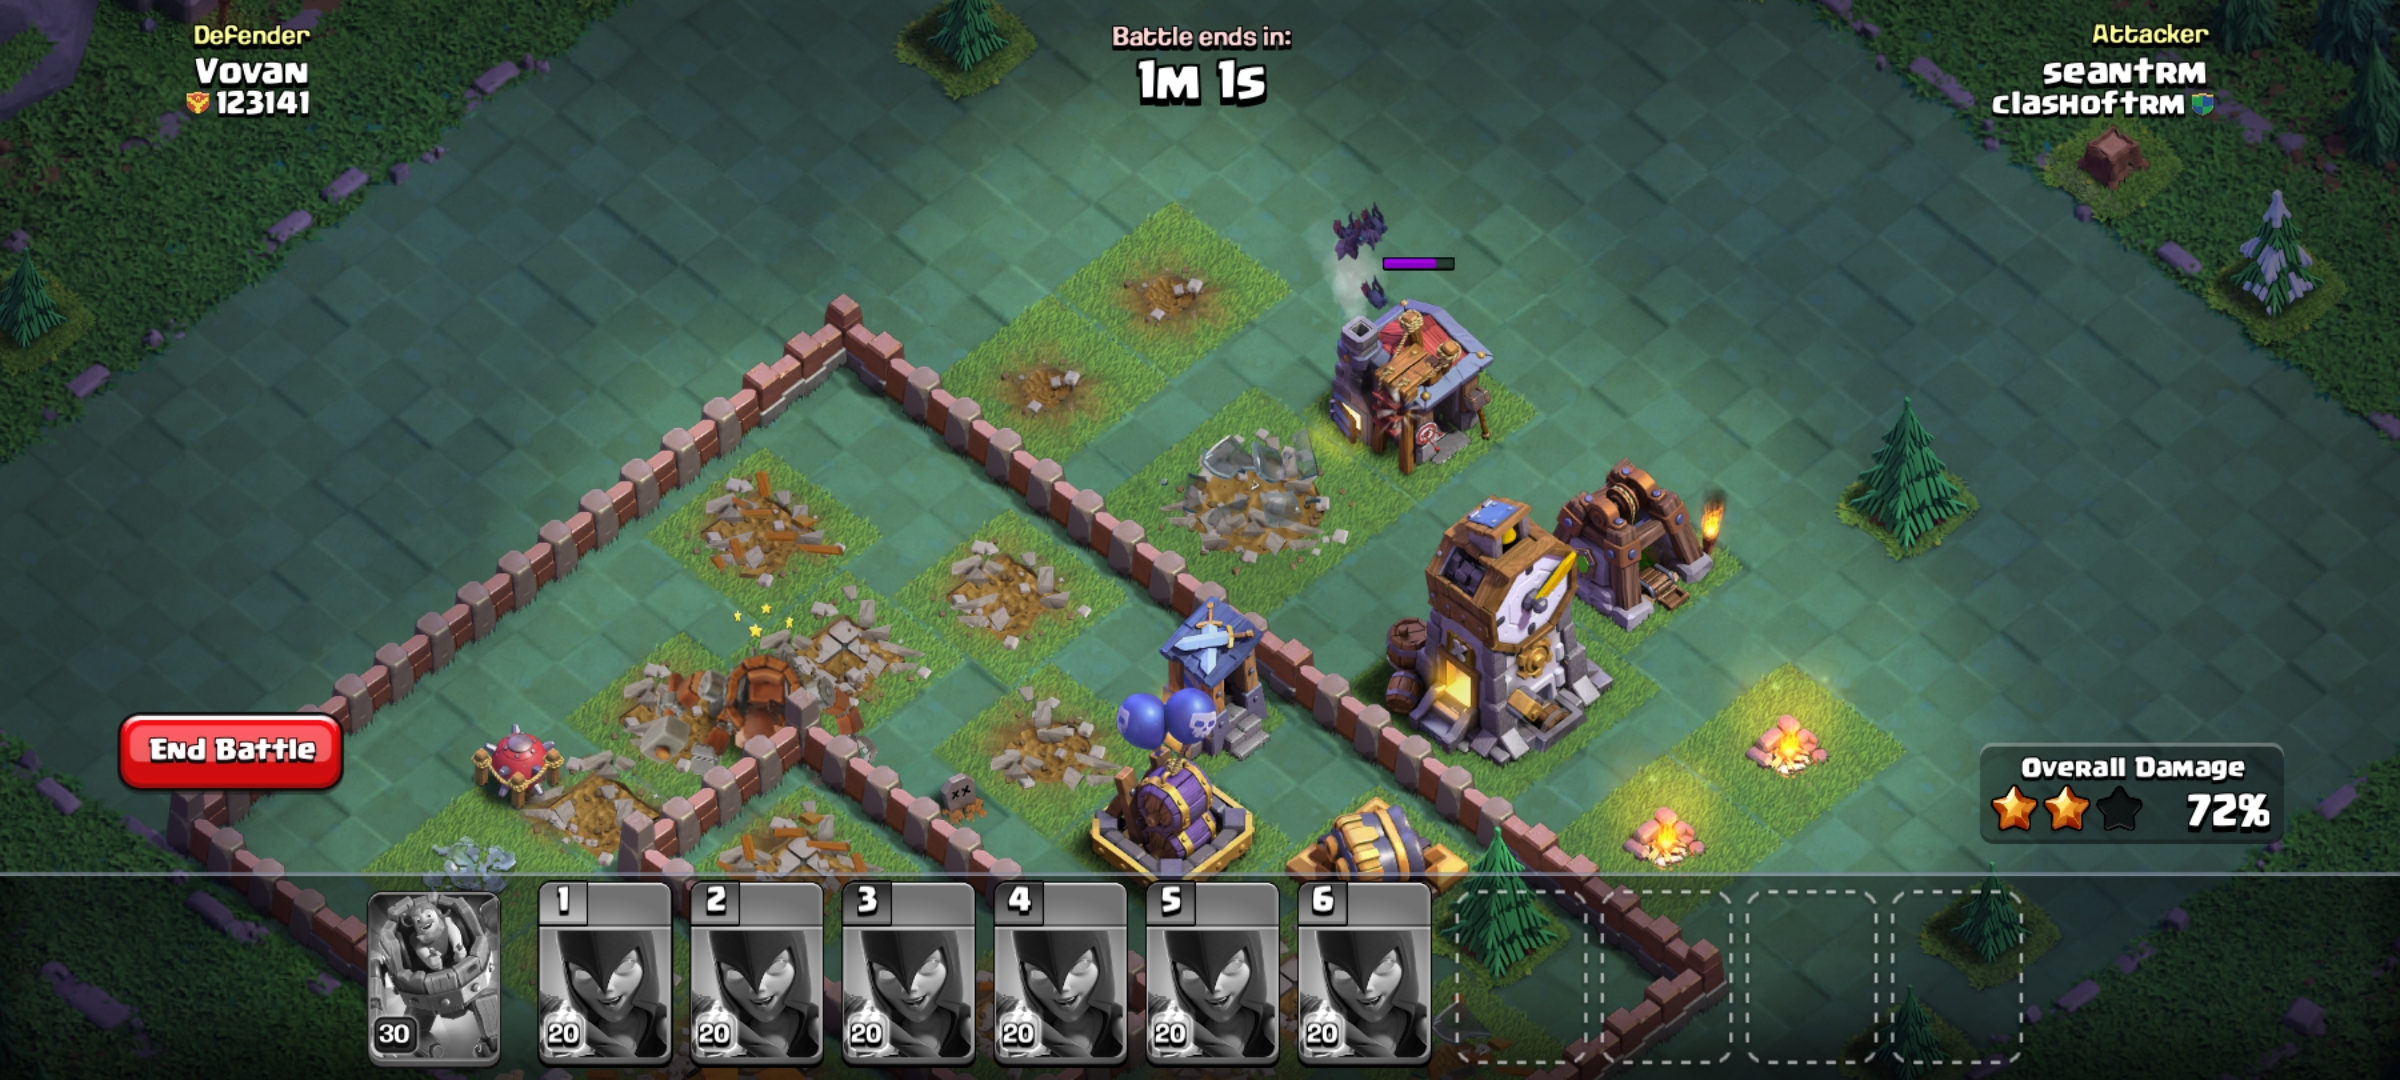 Defender
Vovan
123141
Battle ends in:
1M 1s
Attacker
seantRM
clashoftRM
End Battle
Overall Damage
72%
30
1
20
2
20
3
20
4
20
5
20
6
20